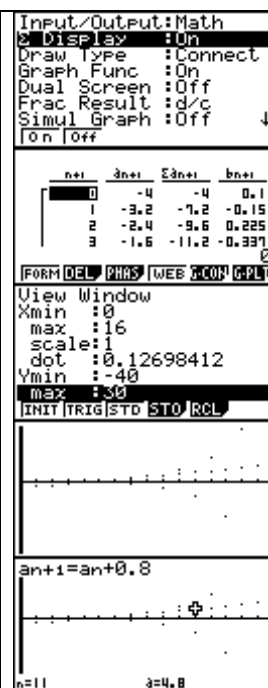 Input/Output:Math
Σ Display :On
Draw Type :Connect
Graph Func :On
Dual Screen :Off
Frac Result :d/c
Simul Graph :Off ↓
On Off
n+1 an+1 Σan+1 bn+1
0 -4 -4 0.1
1 -3.2 -7.2 -0.15
2 -2.4 -9.6 0.225
3 -1.6 -11.2 -0.337
0
FORM DEL PHAS WEB G·CON G·PLT
View Window
Xmin :0
max :16
scale:1
dot :0.12698412
Ymin :-40
max :30
INIT TRIG STD STO RCL
an+1=an+0.8
n=11 a=4.8